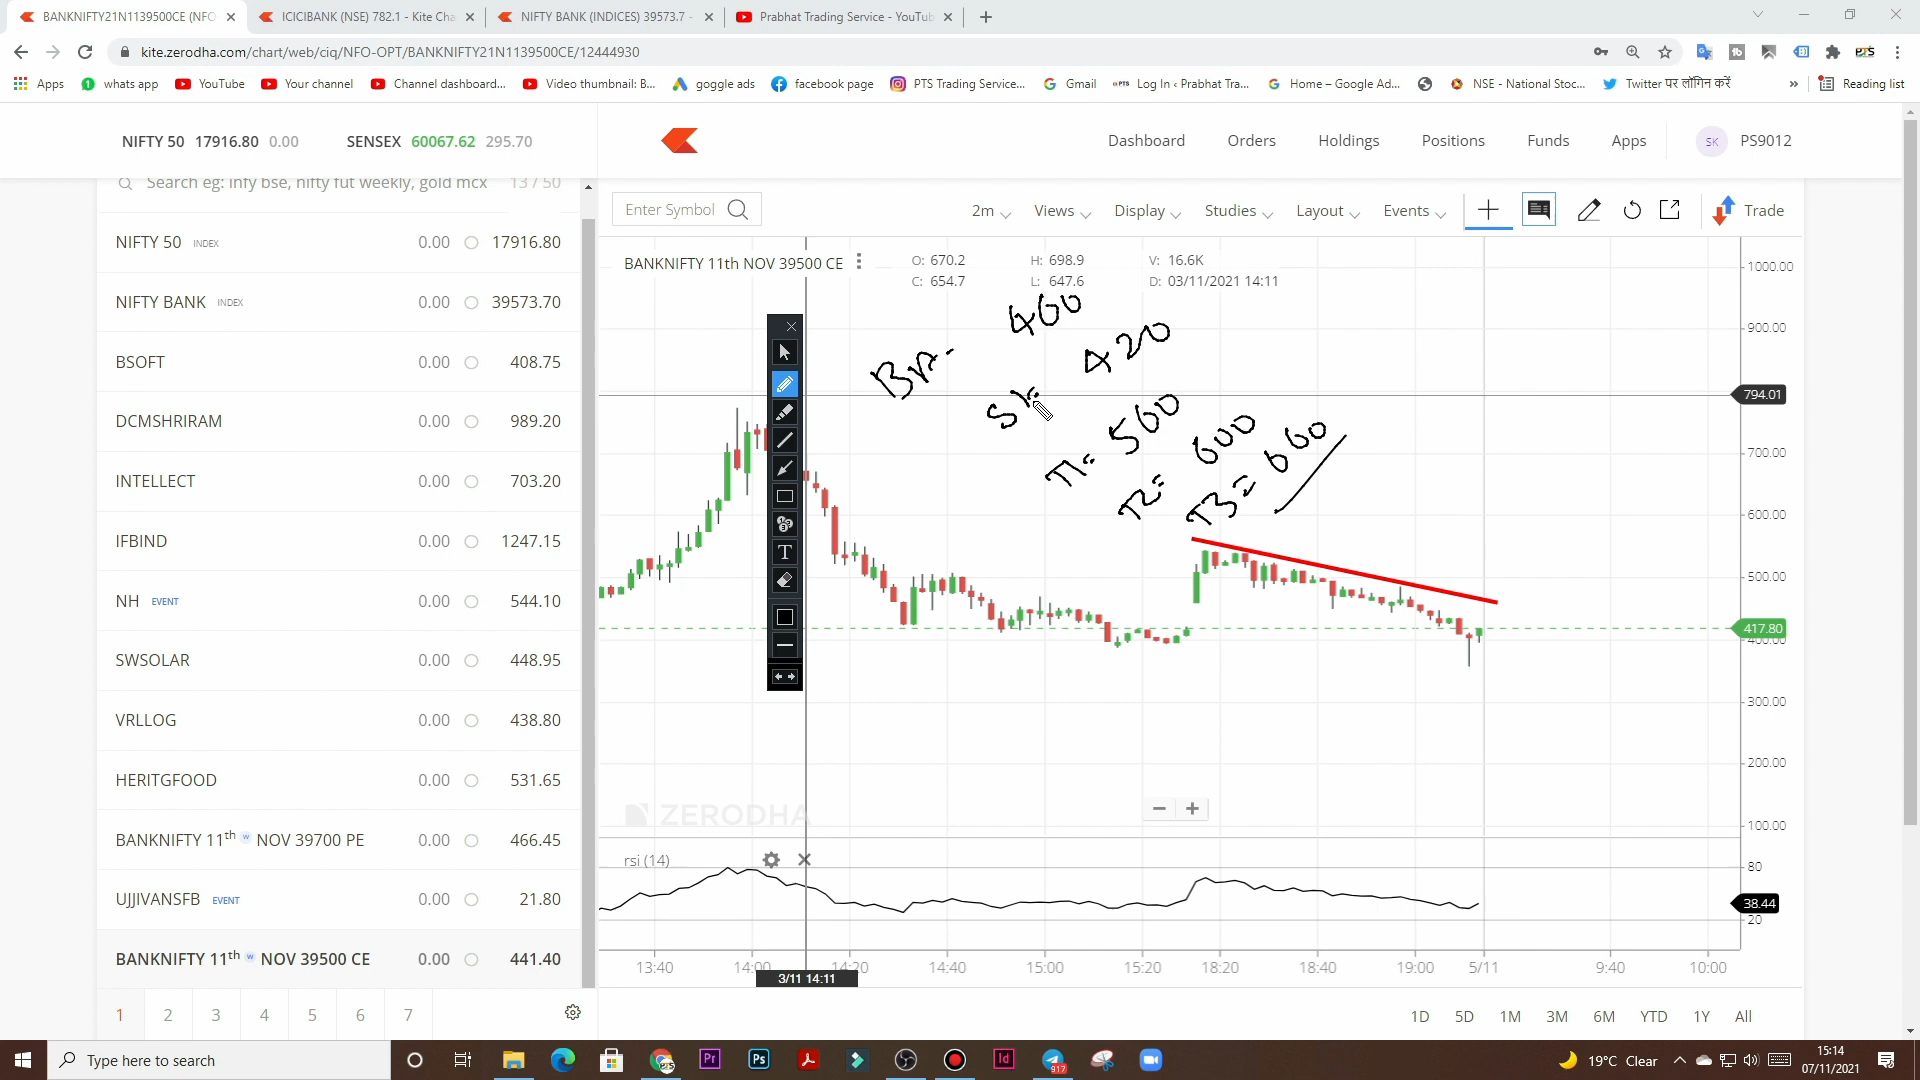 BANKNIFTY21N1139500CE (NFO
ICICIBANK (NSE) 782.1 - Kite Cha
NIFTY BANK (INDICES) 39573.7 -
Prabhat Trading Service - YouTub
kite.zerodha.com/chart/web/ciq/NFO-OPT/BANKNIFTY21N1139500CE/12444930
Apps
whats app
YouTube
Your channel
Channel dashboard...
Video thumbnail: B...
goggle ads
facebook page
PTS Trading Service...
Gmail
Log In ‹ Prabhat Tra...
Home – Google Ad...
NSE - National Stoc...
Twitter पर लॉगिन करें
»
Reading list
NIFTY 50 17916.80 0.00
SENSEX 60067.62 295.70
Dashboard
Orders
Holdings
Positions
Funds
Apps
SK
PS9012
Search eg: infy bse, nifty fut weekly, gold mcx 13 / 50
NIFTY 50 INDEX 0.00 17916.80
NIFTY BANK INDEX 0.00 39573.70
BSOFT 0.00 408.75
DCMSHRIRAM 0.00 989.20
INTELLECT 0.00 703.20
IFBIND 0.00 1247.15
NH EVENT 0.00 544.10
SWSOLAR 0.00 448.95
VRLLOG 0.00 438.80
HERITGFOOD 0.00 531.65
BANKNIFTY 11th w NOV 39700 PE 0.00 466.45
UJJIVANSFB EVENT 0.00 21.80
BANKNIFTY 11th w NOV 39500 CE 0.00 441.40
1 2 3 4 5 6 7
Enter Symbol
2m
Views
Display
Studies
Layout
Events
Trade
BANKNIFTY 11th NOV 39500 CE
O: 670.2 H: 698.9 V: 16.6K
C: 654.7 L: 647.6 D: 03/11/2021 14:11
460
420
T1= 560
T2= 600
T3= 660
T
1000.00
900.00
794.01
700.00
600.00
500.00
417.80
400.00
300.00
200.00
100.00
ZERODHA
rsi (14)
80
38.44
20
13:40 14:00 14:20 14:40 15:00 15:20 18:20 18:40 19:00 5/11 9:40 10:00
3/11 14:11
1D 5D 1M 3M 6M YTD 1Y All
Type here to search
Pr
Ps
Id
917
19°C Clear
15:14
07/11/2021